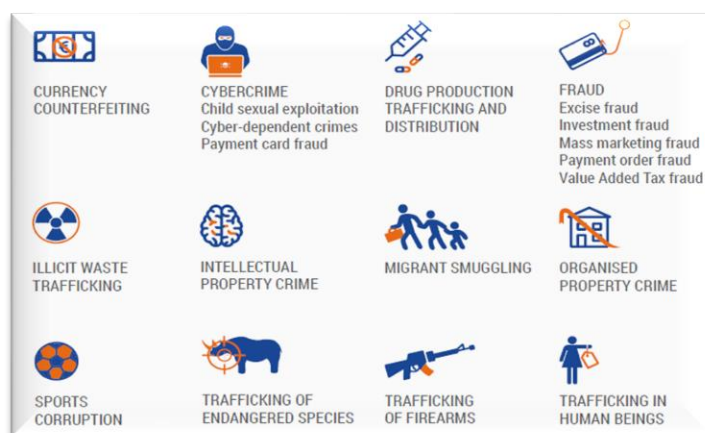 CURRENCY
COUNTERFEITING
CYBERCRIME
Child sexual exploitation
Cyber-dependent crimes
Payment card fraud
DRUG PRODUCTION
TRAFFICKING AND
DISTRIBUTION
FRAUD
Excise fraud
Investment fraud
Mass marketing fraud
Payment order fraud
Value Added Tax fraud
ILLICIT WASTE
TRAFFICKING
INTELLECTUAL
PROPERTY CRIME
MIGRANT SMUGGLING
ORGANISED
PROPERTY CRIME
SPORTS
CORRUPTION
TRAFFICKING OF
ENDANGERED SPECIES
TRAFFICKING
OF FIREARMS
TRAFFICKING IN
HUMAN BEINGS